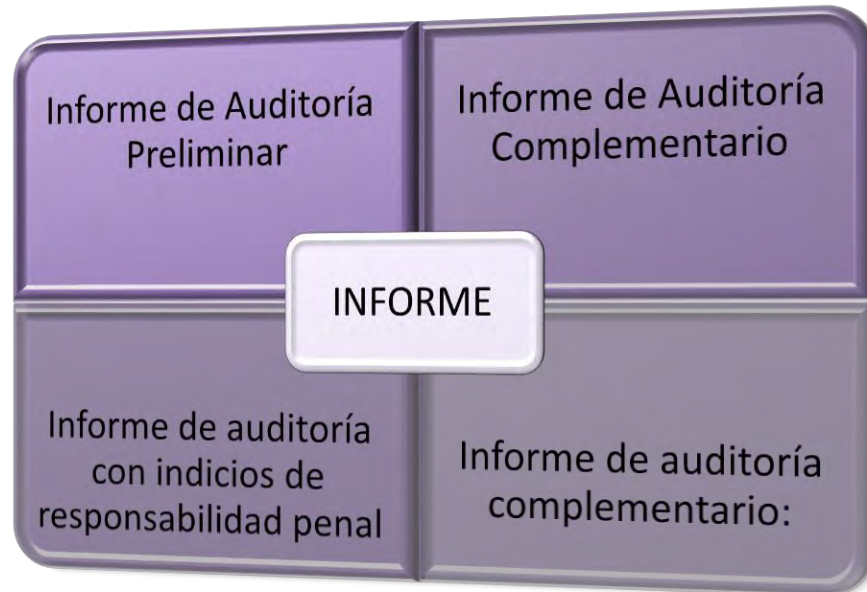 Informe de Auditoría
Preliminar
Informe de Auditoría
Complementario
INFORME
Informe de auditoría
con indicios de
responsabilidad penal
Informe de auditoría
complementario: